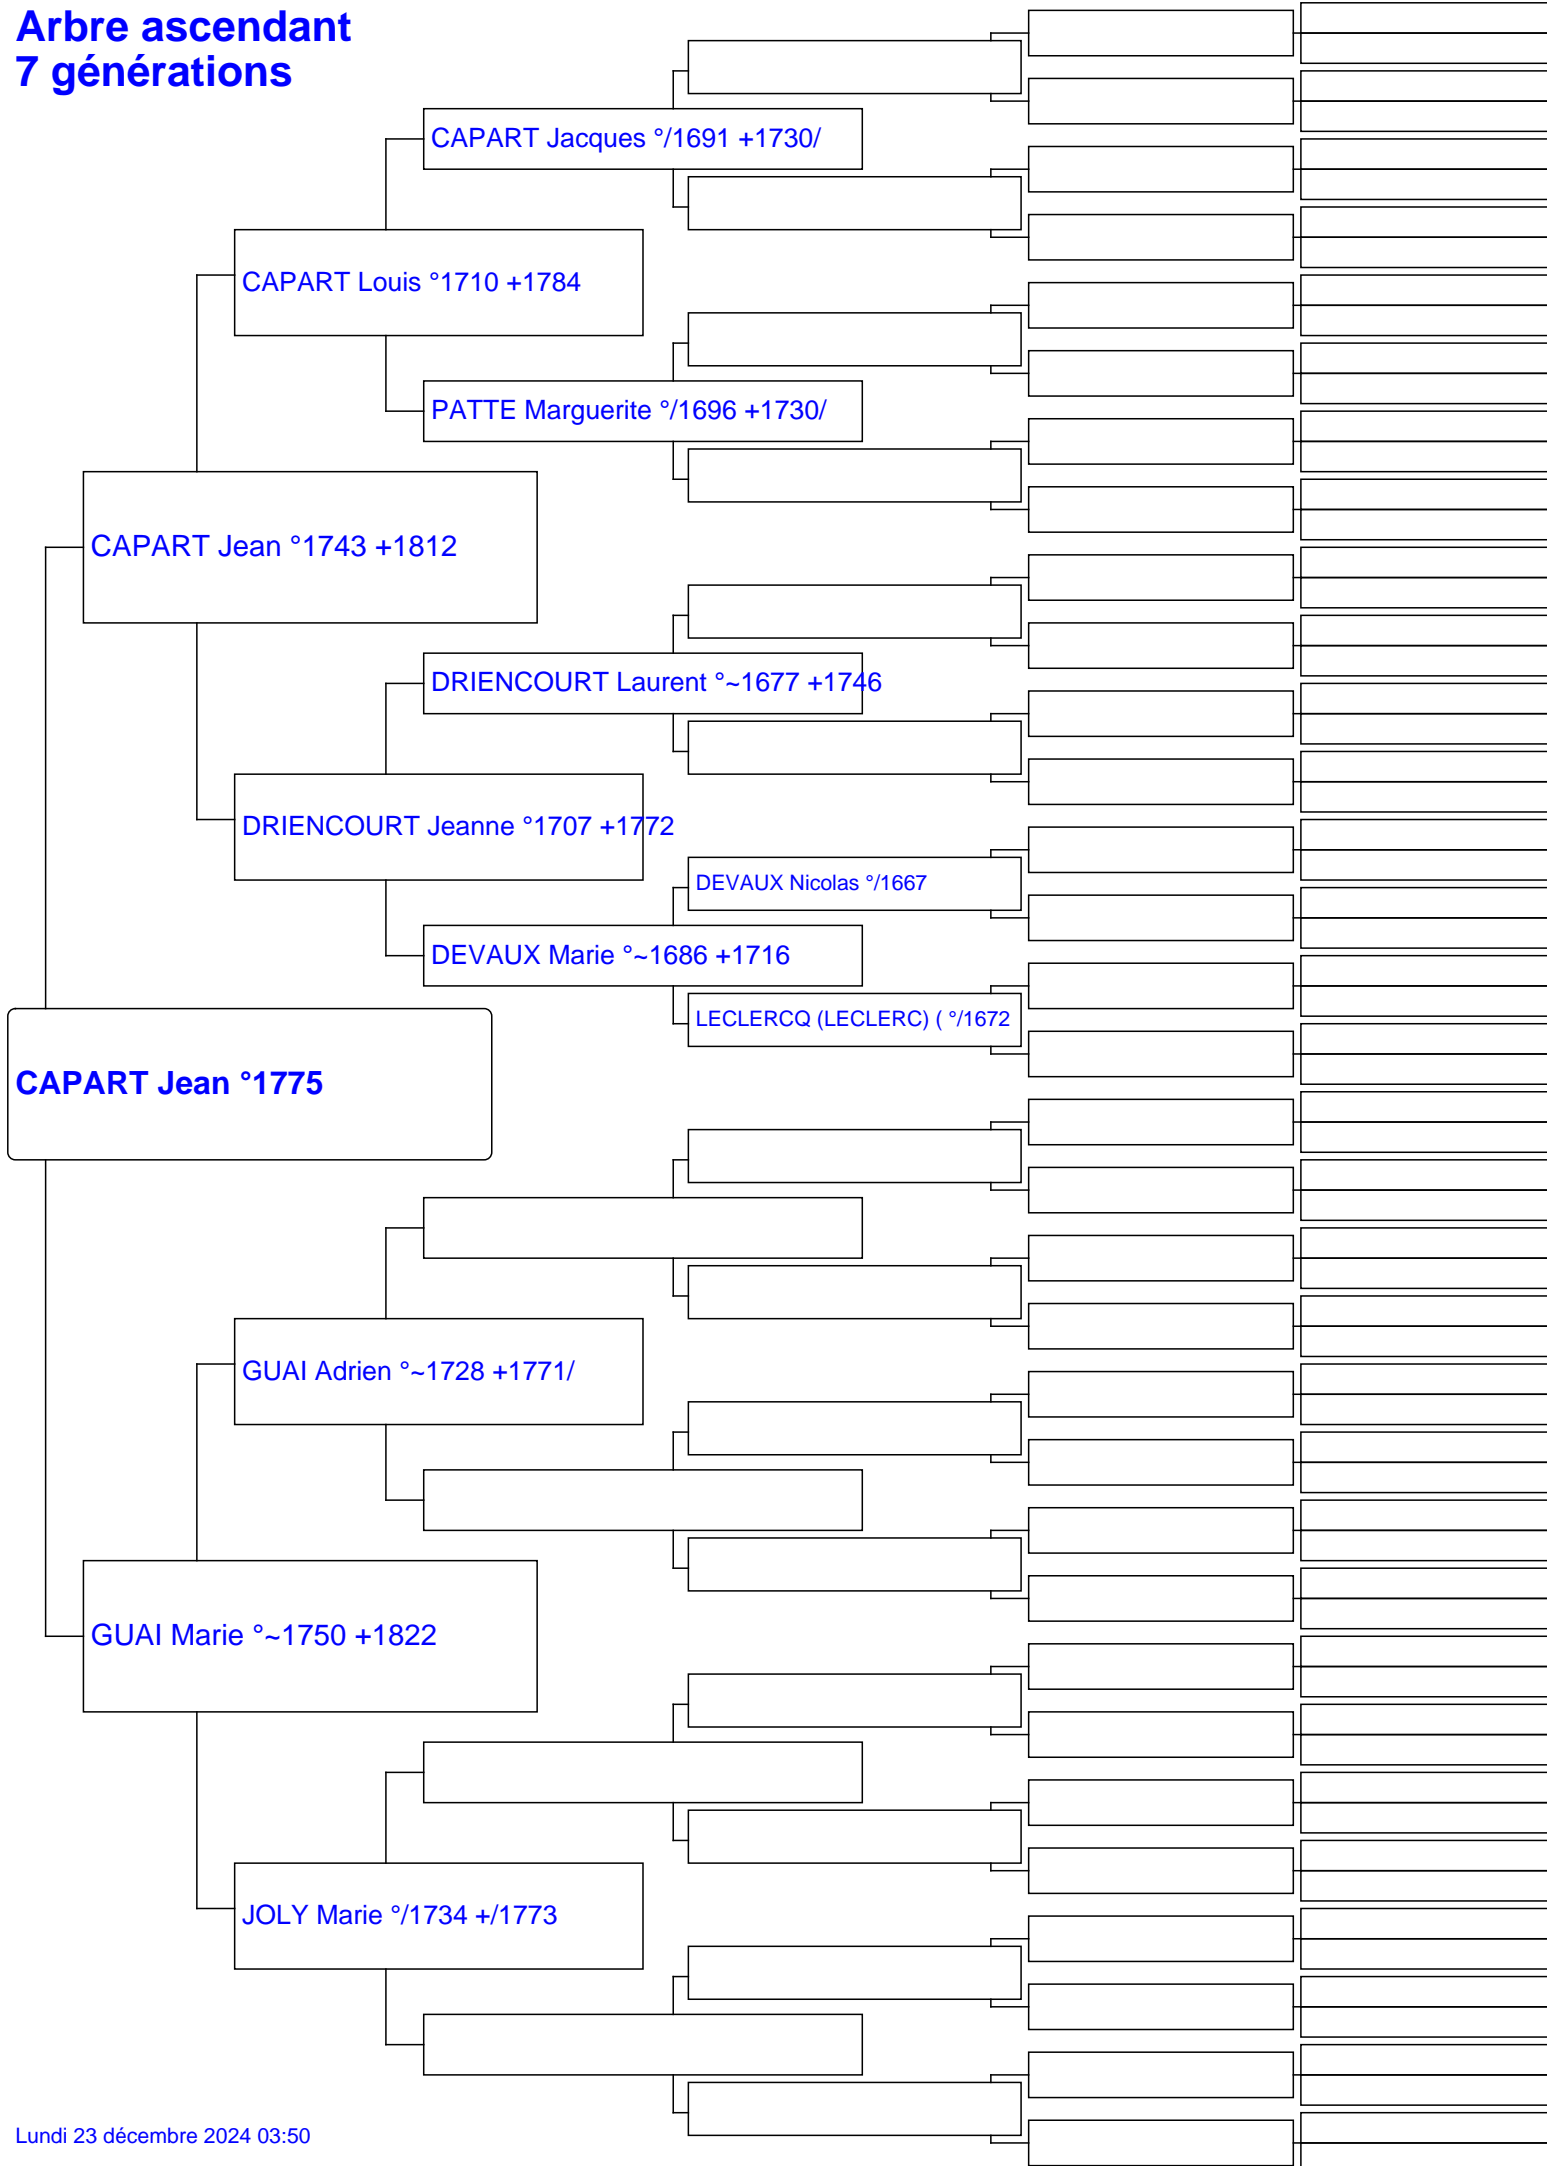 Arbre ascendant
7 générations
CAPART Jacques °/1691 +1730/
CAPART Louis °1710 +1784
PATTE Marguerite °/1696 +1730/
CAPART Jean °1743 +1812
DRIENCOURT Laurent °~1677 +1746
DRIENCOURT Jeanne °1707 +1772
DEVAUX Nicolas °/1667
DEVAUX Marie °~1686 +1716
LECLERCQ (LECLERC) ( °/1672
CAPART Jean °1775
GUAI Adrien °~1728 +1771/
GUAI Marie °~1750 +1822
JOLY Marie °/1734 +/1773
Lundi 23 décembre 2024 03:50